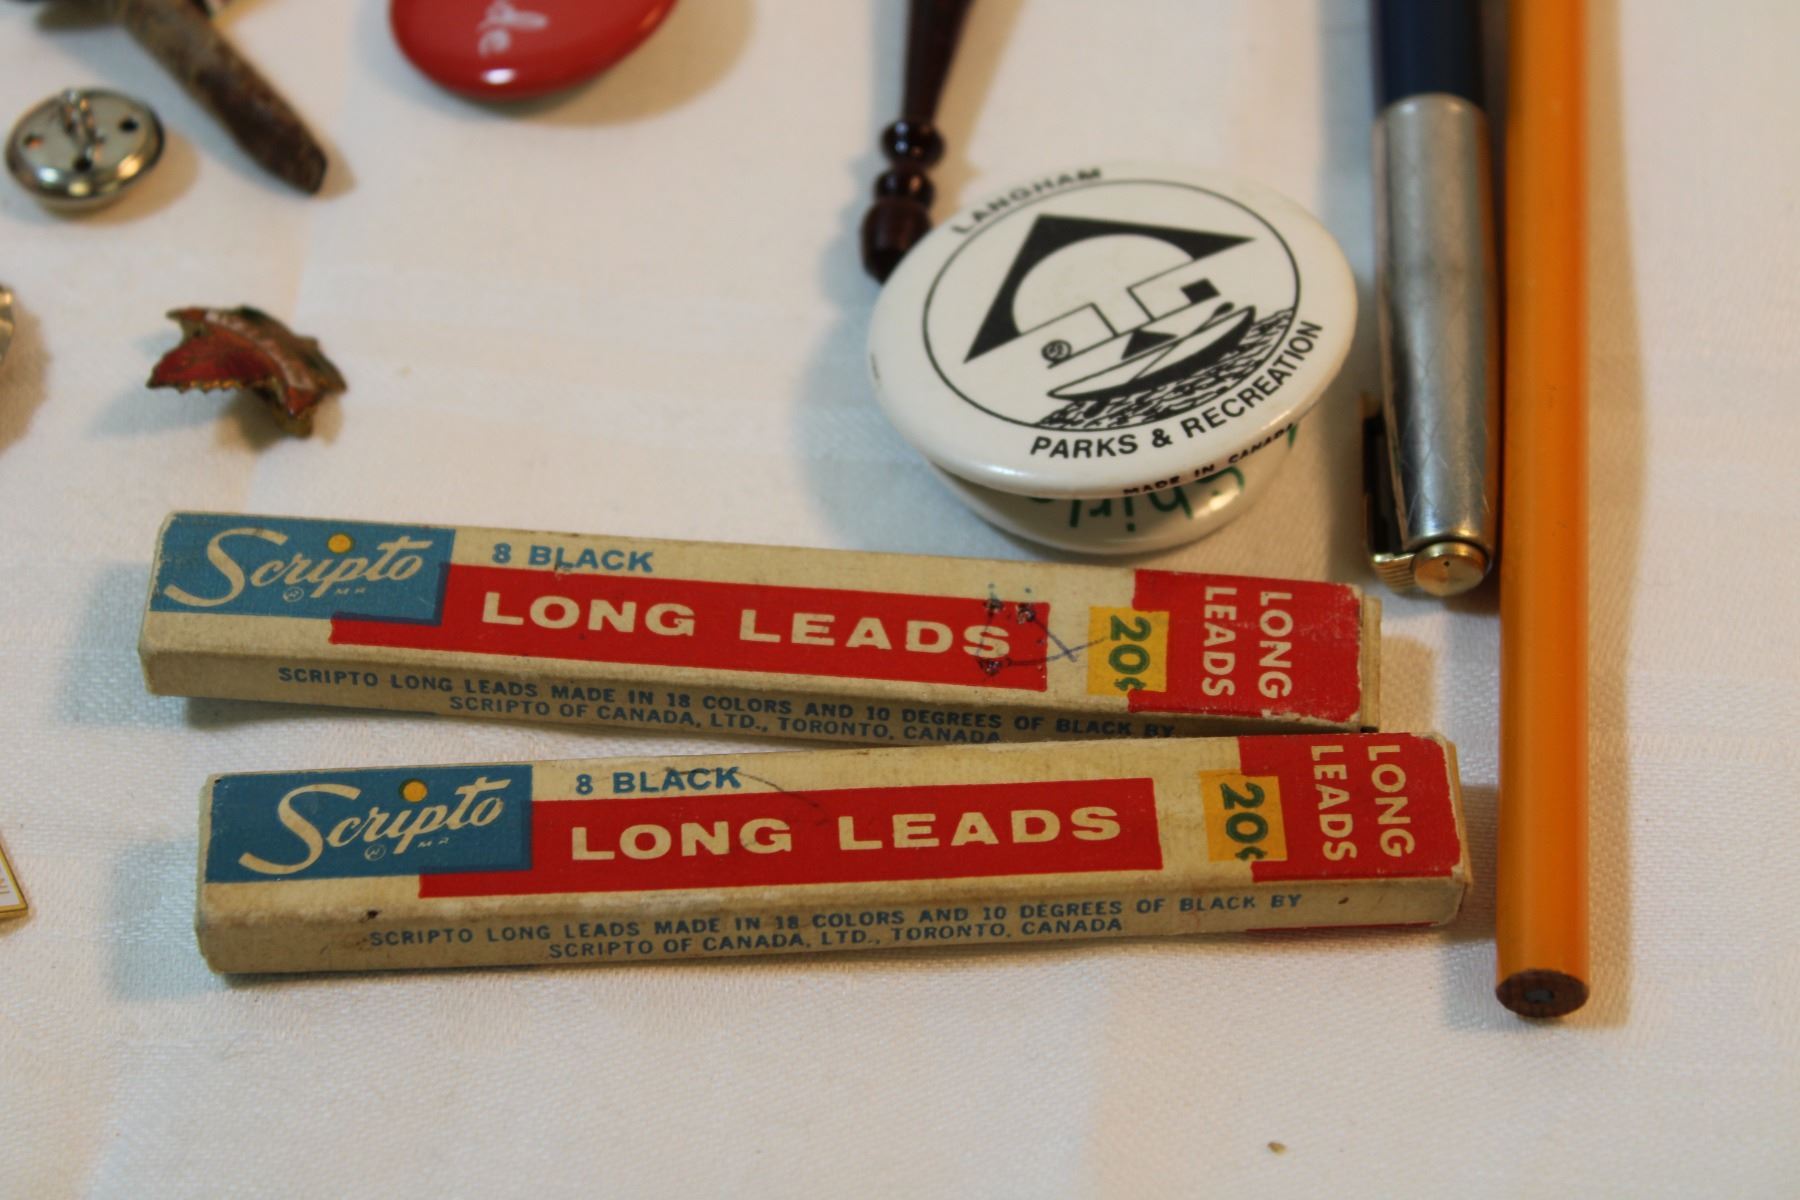 de
LANGHAM
PARKS & RECREATION
MADE IN CANADA
Scripto
8 BLACK
LONG LEADS
20¢
LONG
LEADS
SCRIPTO LONG LEADS MADE IN 18 COLORS AND 10 DEGREES OF BLACK BY
SCRIPTO OF CANADA, LTD., TORONTO, CANADA
Scripto
8 BLACK
LONG LEADS
20¢
LONG
LEADS
SCRIPTO LONG LEADS MADE IN 18 COLORS AND 10 DEGREES OF BLACK BY
SCRIPTO OF CANADA, LTD., TORONTO, CANADA